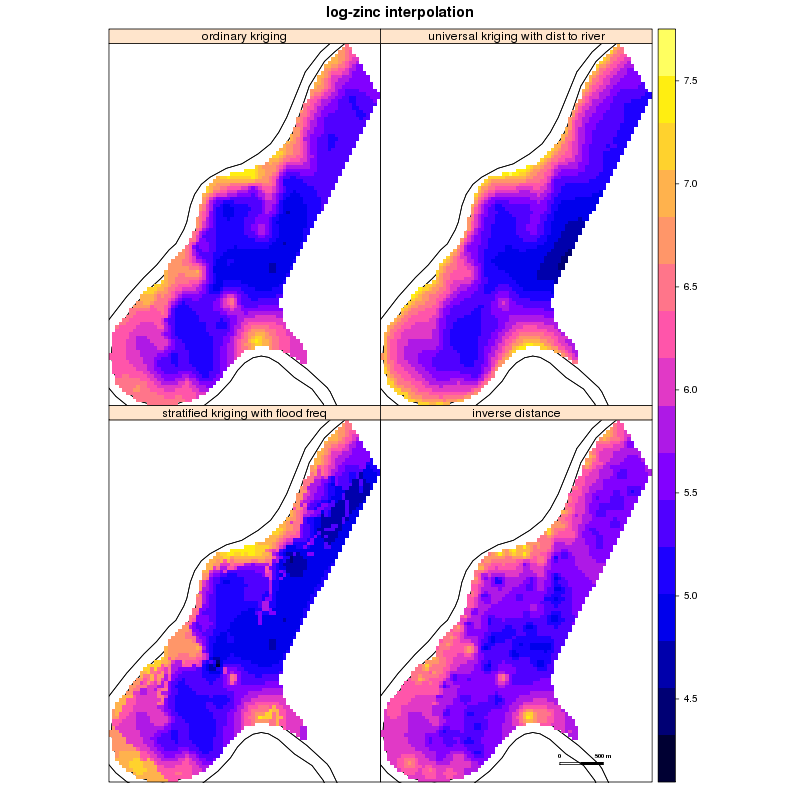 log-zinc interpolation
ordinary kriging
universal kriging with dist to river
7.5
7.0
6.5
6.0
5.5
5.0
4.5
stratified kriging with flood freq
inverse distance
0 500 m